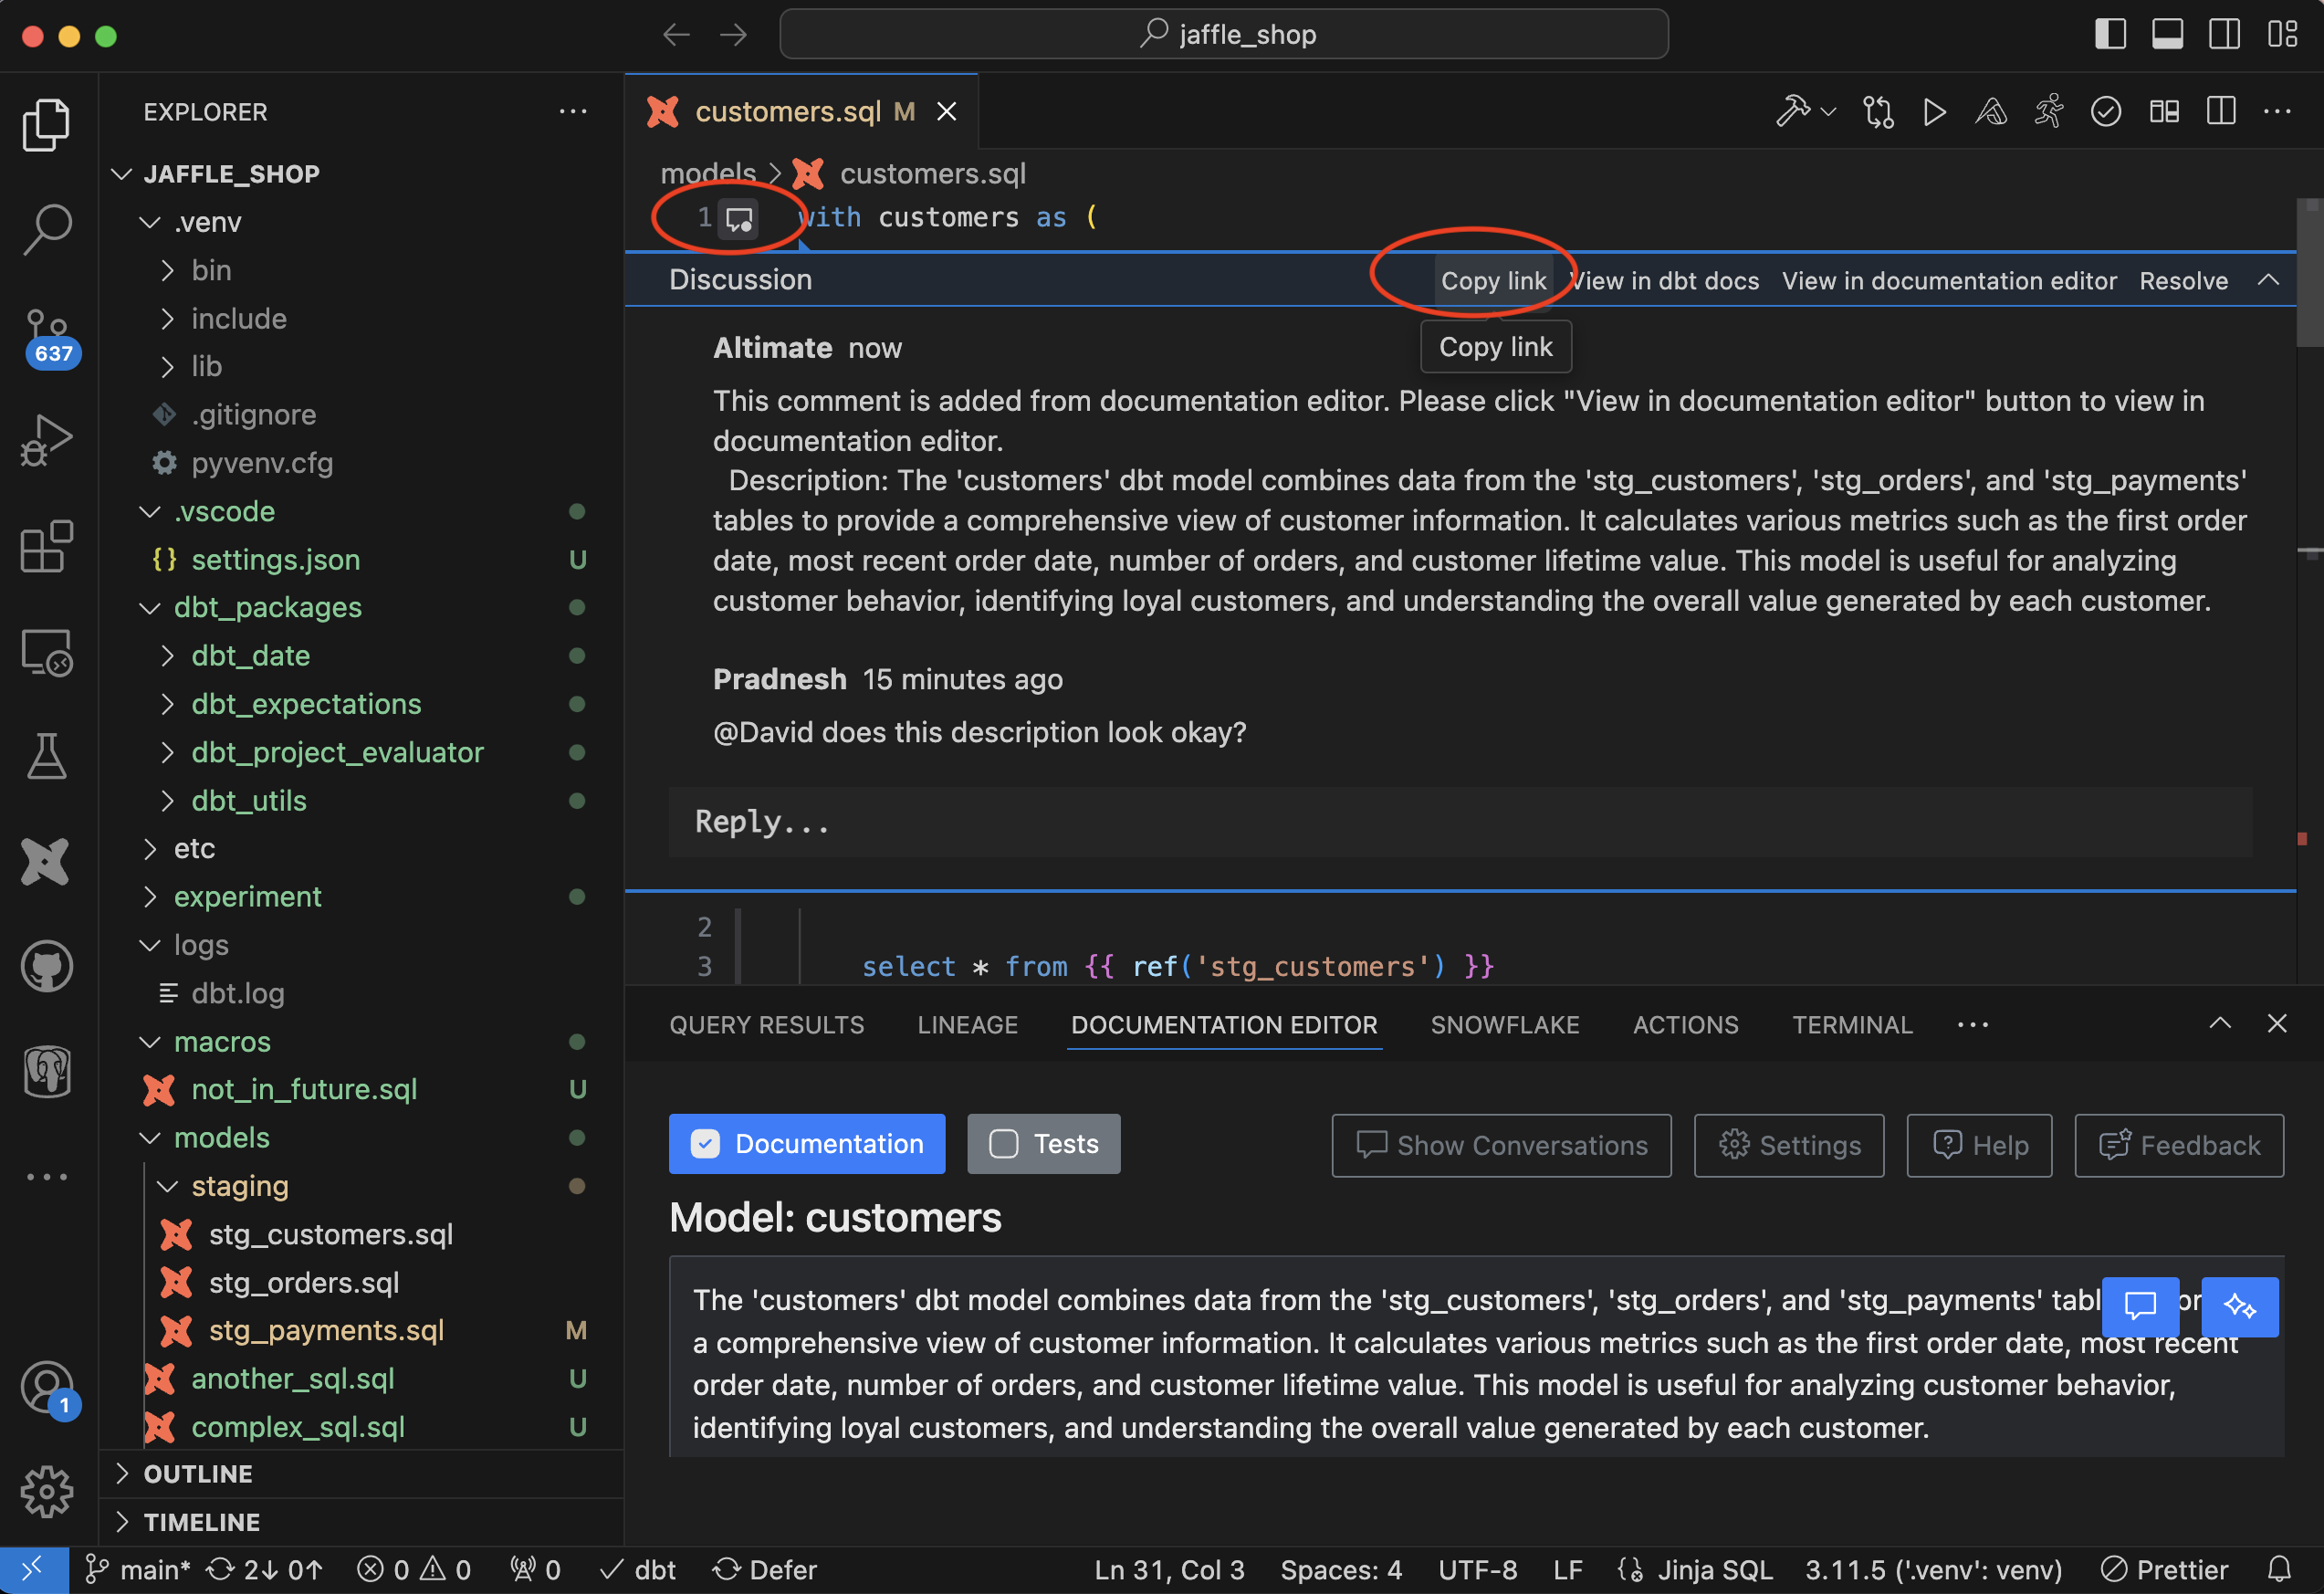 jaffle_shop
EXPLORER
JAFFLE_SHOP
.venv
bin
include
lib
.gitignore
pyvenv.cfg
.vscode
{} settings.json U
dbt_packages
dbt_date
dbt_expectations
dbt_project_evaluator
dbt_utils
etc
experiment
logs
dbt.log
macros
not_in_future.sql U
models
staging
stg_customers.sql
stg_orders.sql
stg_payments.sql M
another_sql.sql U
complex_sql.sql U
OUTLINE
TIMELINE
637
1
customers.sql M
models > customers.sql
1 with customers as (
Discussion
Copy link View in dbt docs View in documentation editor Resolve
Copy link
Altimate now
This comment is added from documentation editor. Please click "View in documentation editor" button to view in
documentation editor.
Description: The 'customers' dbt model combines data from the 'stg_customers', 'stg_orders', and 'stg_payments'
tables to provide a comprehensive view of customer information. It calculates various metrics such as the first order
date, most recent order date, number of orders, and customer lifetime value. This model is useful for analyzing
customer behavior, identifying loyal customers, and understanding the overall value generated by each customer.
Pradnesh 15 minutes ago
@David does this description look okay?
Reply...
2
3 select * from {{ ref('stg_customers') }}
QUERY RESULTS LINEAGE DOCUMENTATION EDITOR SNOWFLAKE ACTIONS TERMINAL
Documentation Tests Show Conversations Settings Help Feedback
Model: customers
The 'customers' dbt model combines data from the 'stg_customers', 'stg_orders', and 'stg_payments'
a comprehensive view of customer information. It calculates various metrics such as the first order date, most recent
order date, number of orders, and customer lifetime value. This model is useful for analyzing customer behavior,
identifying loyal customers, and understanding the overall value generated by each customer.
main* 2↓ 0↑ 0 0 0 dbt Defer Ln 31, Col 3 Spaces: 4 UTF-8 LF Jinja SQL 3.11.5 ('.venv': venv) Prettier